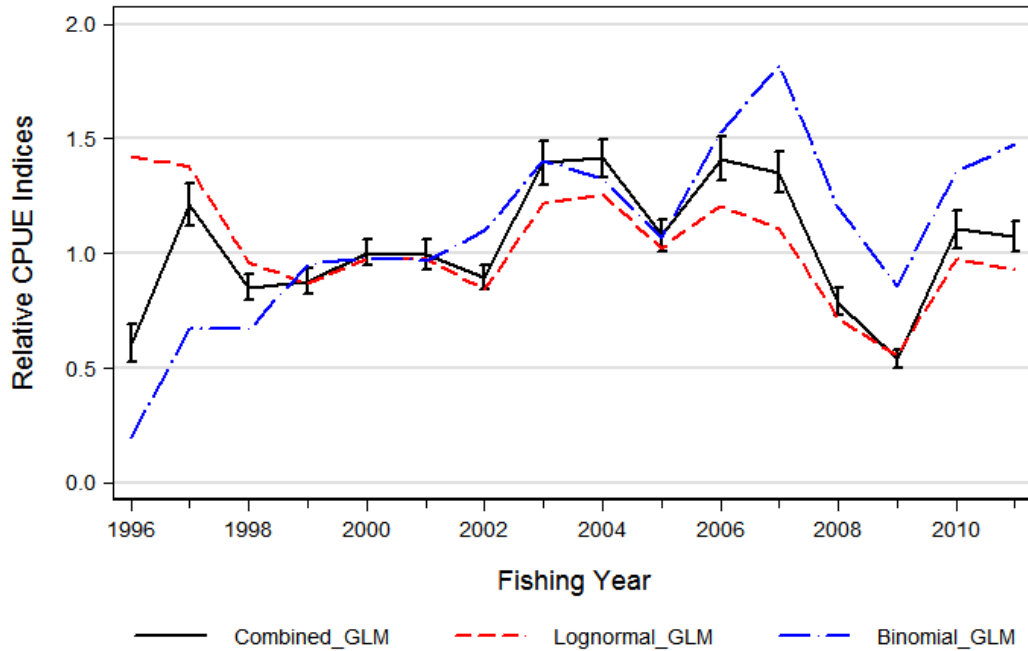 2.0
1.5
1.0
0.5
0.0
Relative CPUE Indices
1996 1998 2000 2002 2004 2006 2008 2010
Fishing Year
Combined_GLM Lognormal_GLM Binomial_GLM